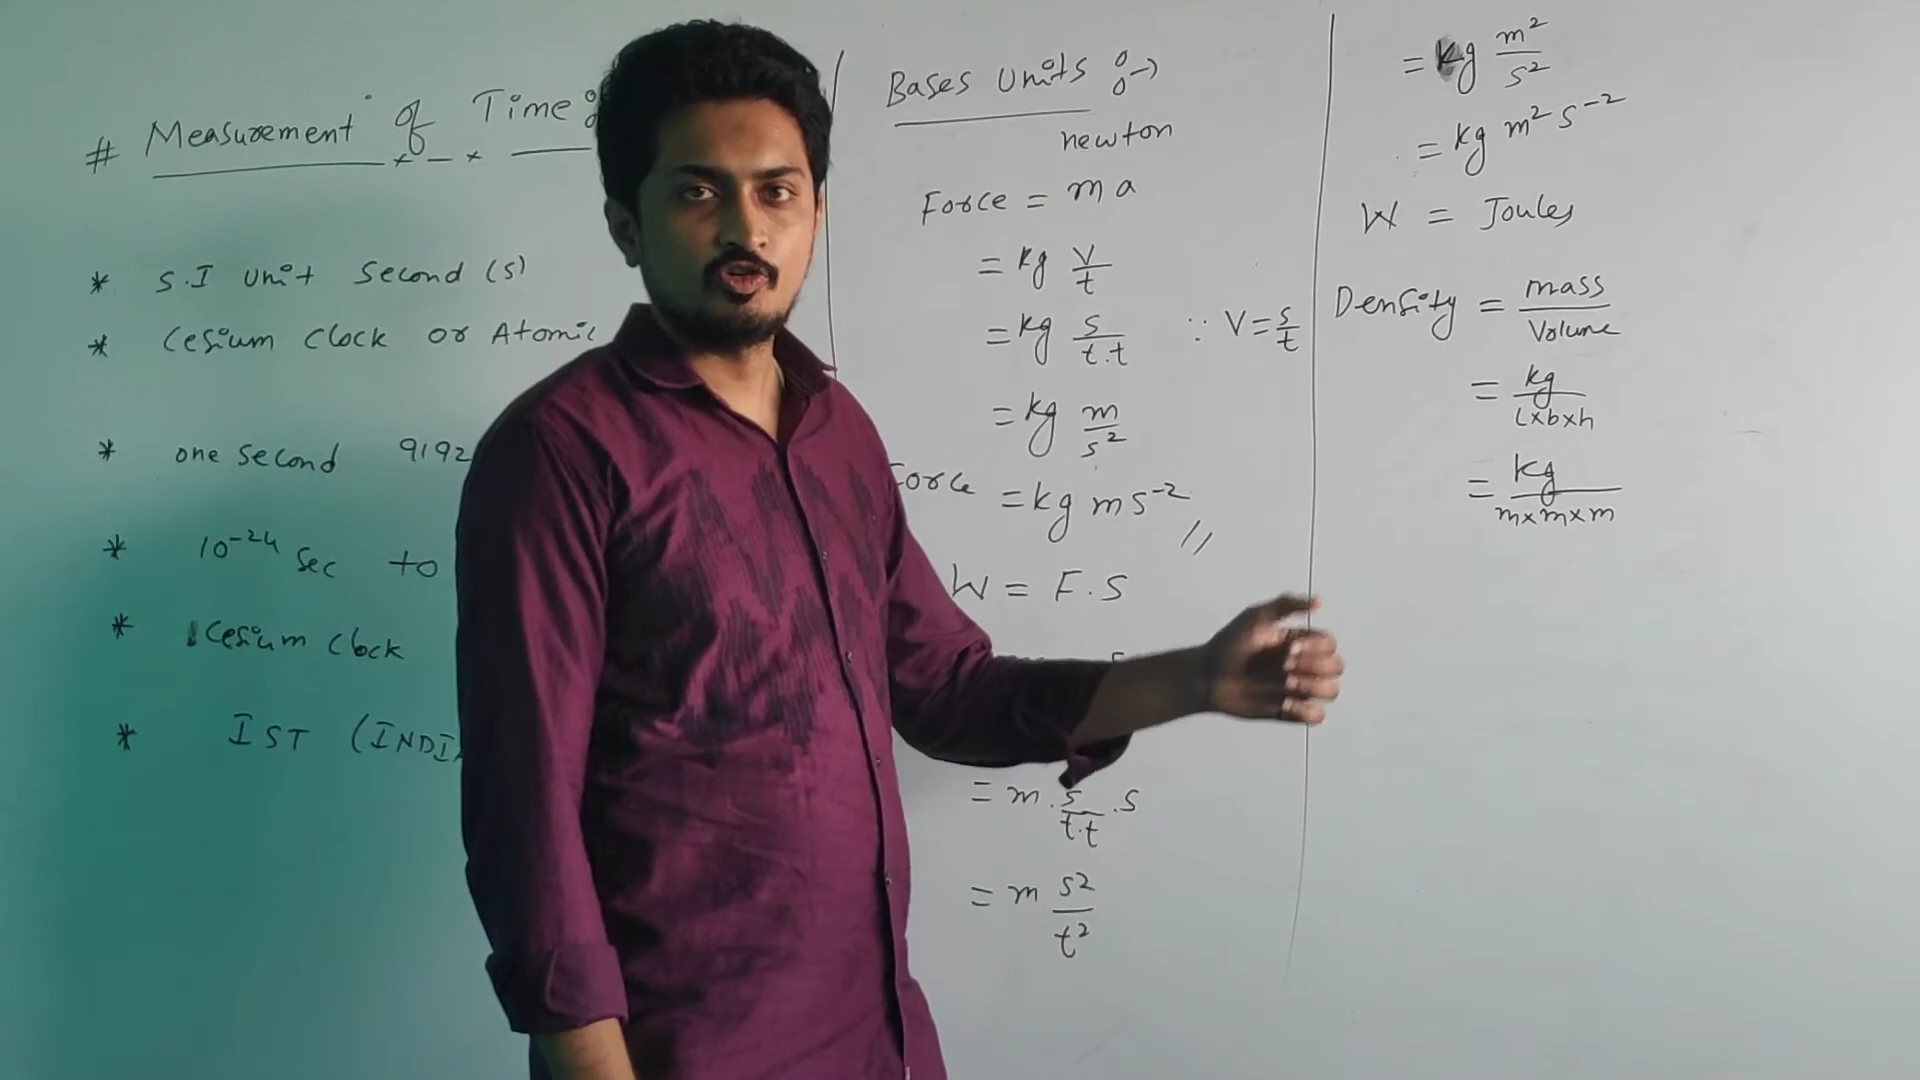 # Measurement of Time
* S.I unit Second (s)
* Cesium Clock or Atomic
* one second 9192
* 10⁻²⁴ Sec to
* Cesium Clock
* IST (INDIA
Bases Units :→
newton
Force = m a
= kg V/t
= kg s/t.t ∵ V = s/t
= kg m/s²
Force = kg m s⁻² //
W = F.S
= m . s/t.t . s
= m s²/t²
= kg m²/s²
= kg m² s⁻²
W = Joules
Density = mass/Volume
= kg/l×b×h
= kg/m×m×m